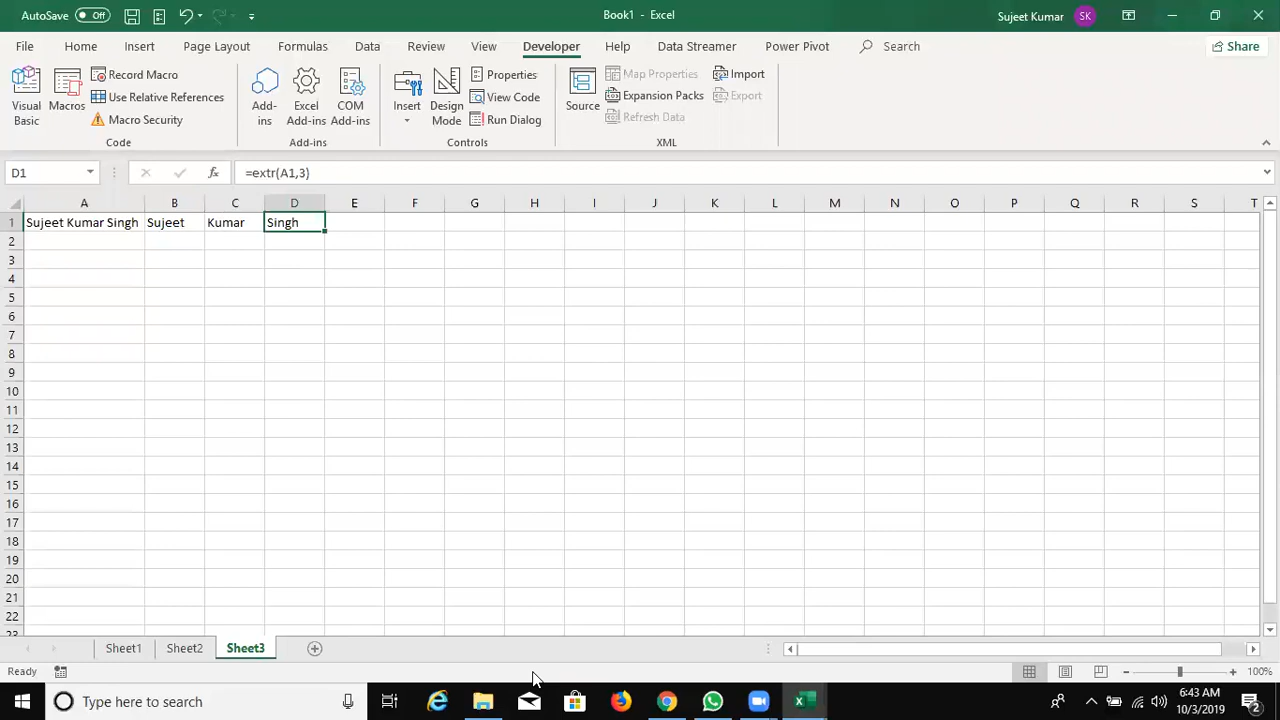 AutoSave Off Book1 - Excel Sujeet Kumar SK
File Home Insert Page Layout Formulas Data Review View Developer Help Data Streamer Power Pivot Search Share
Visual Basic
Macros
Record Macro
Use Relative References
Macro Security
Code
Add-ins
Excel Add-ins
COM Add-ins
Add-ins
Insert
Design Mode
Properties
View Code
Run Dialog
Controls
Source
Map Properties
Expansion Packs
Refresh Data
Import
Export
XML
D1 fx =extr(A1,3)
A B C D E F G H I J K L M N O P Q R S T
1 Sujeet Kumar Singh Sujeet Kumar Singh
2
3
4
5
6
7
8
9
10
11
12
13
14
15
16
17
18
19
20
21
22
23
Sheet1 Sheet2 Sheet3
Ready 100%
Type here to search
6:43 AM
10/3/2019
2